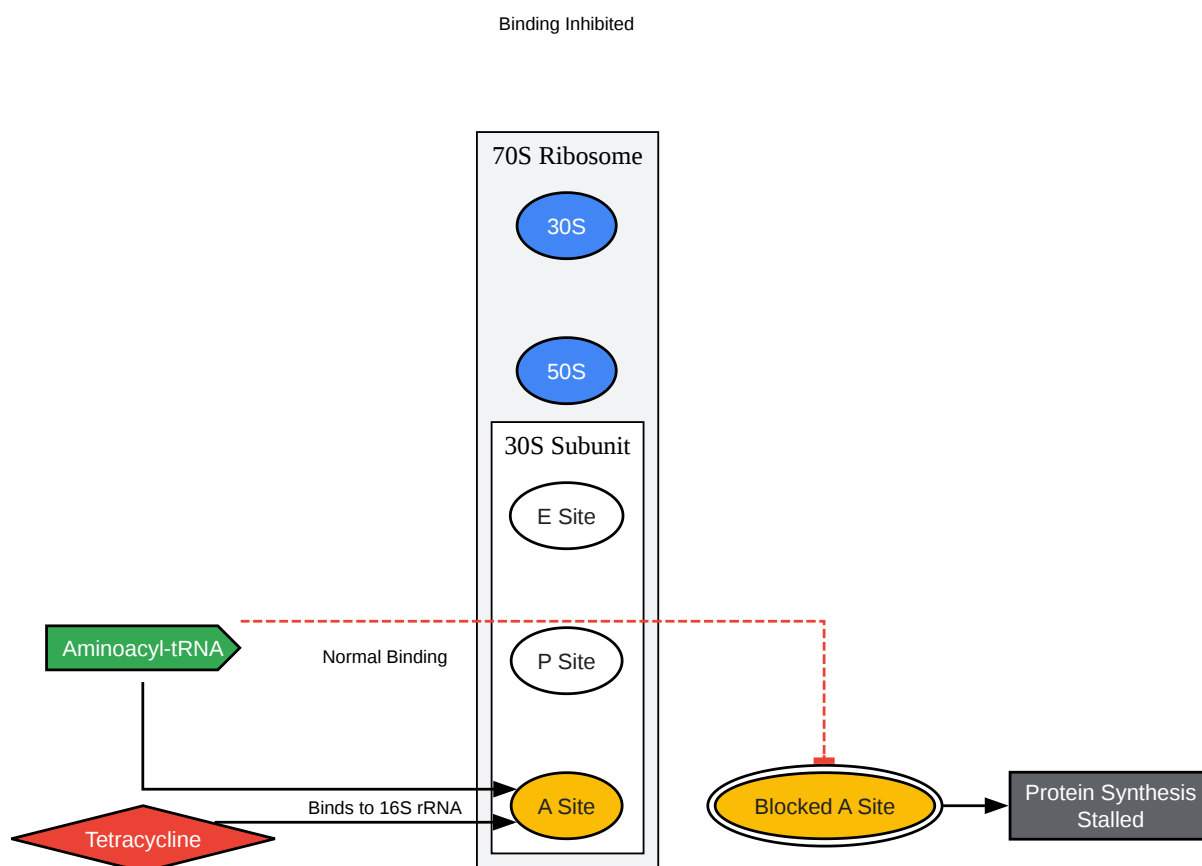 Binding Inhibited
70S Ribosome
30S
50S
30S Subunit
E Site
Aminoacyl-tRNA
Normal Binding
P Site
Binds to 16S rRNA
A Site
Tetracycline
Blocked A Site
Protein Synthesis
Stalled